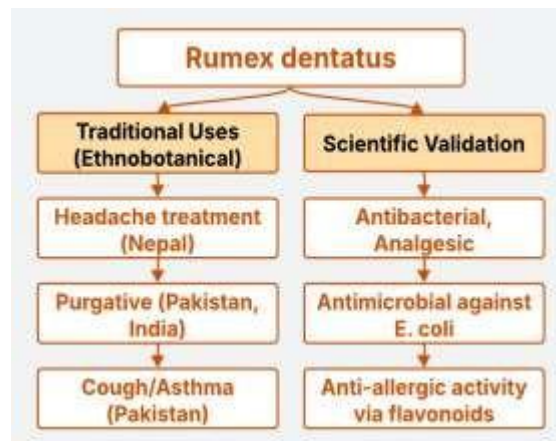 Rumex dentatus
Traditional Uses
(Ethnobotanical)
Headache treatment
(Nepal)
Purgative (Pakistan,
India)
Cough/Asthma
(Pakistan)
Scientific Validation
Antibacterial,
Analgesic
Antimicrobial against
E. coli
Anti-allergic activity
via flavonoids